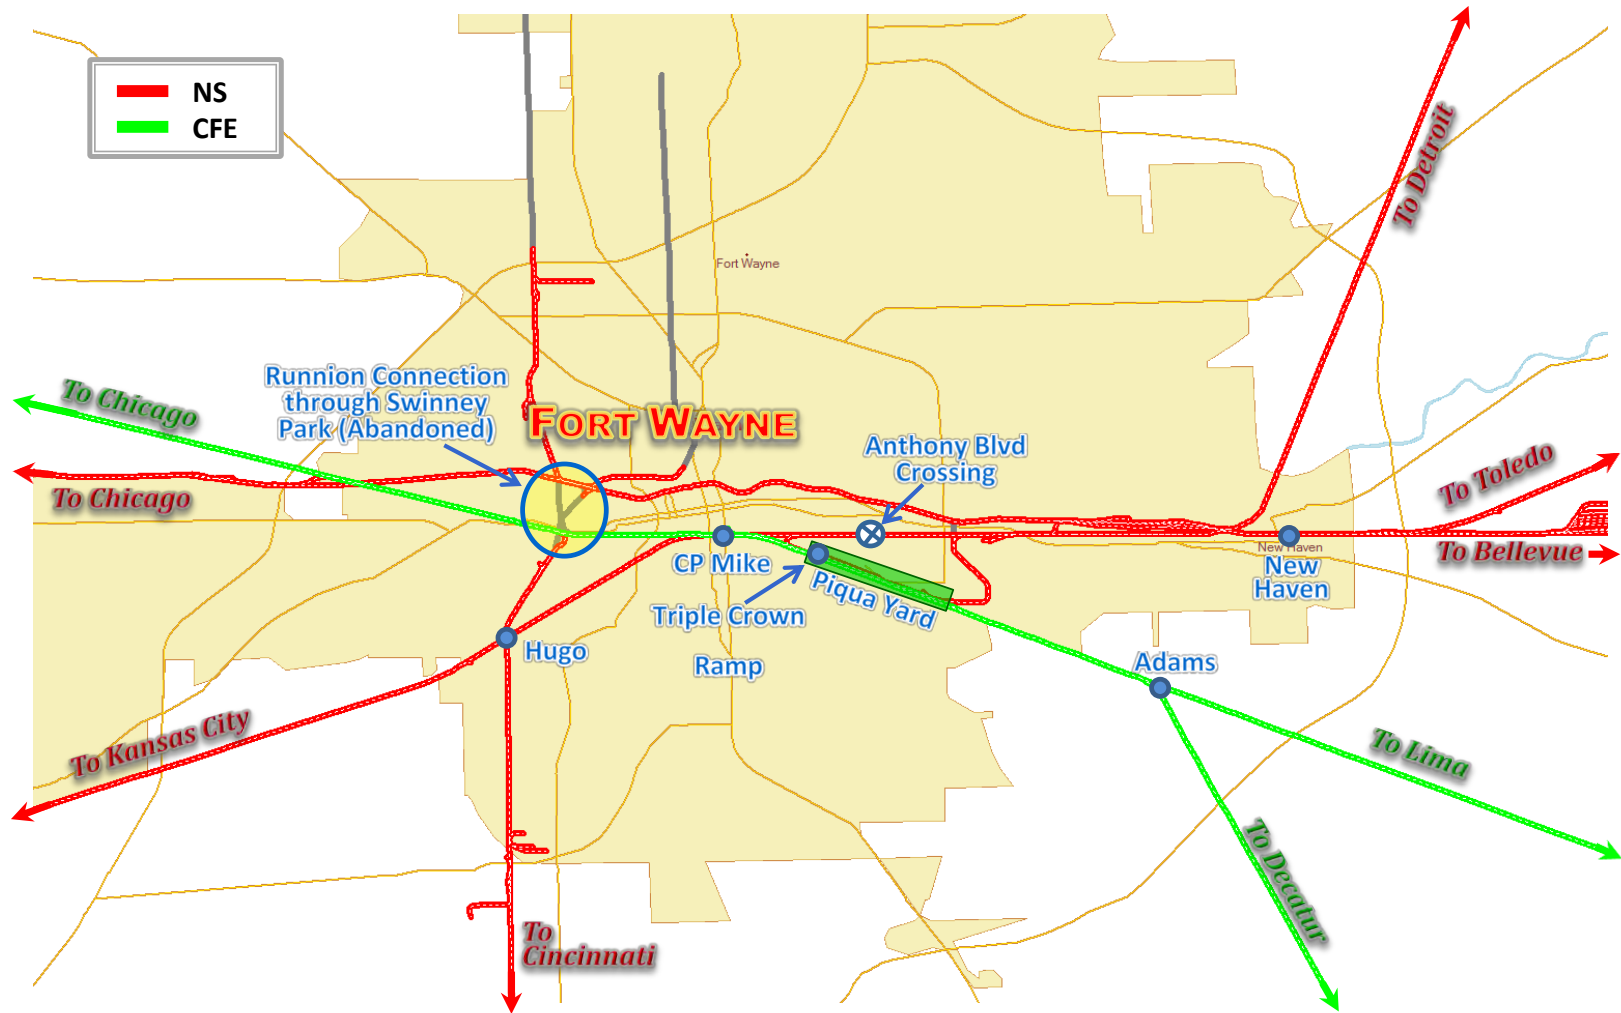 NS
CFE
To Detroit
Fort Wayne
Runnion Connection
through Swinney
Park (Abandoned)
To Chicago
FORT WAYNE
Anthony Blvd
Crossing
To Chicago
To Toledo
To Bellevue
New Haven
New
Haven
CP Mike
Piqua Yard
Triple Crown
Ramp
Hugo
Adams
To Kansas City
To Lima
To Decatur
To
Cincinnati